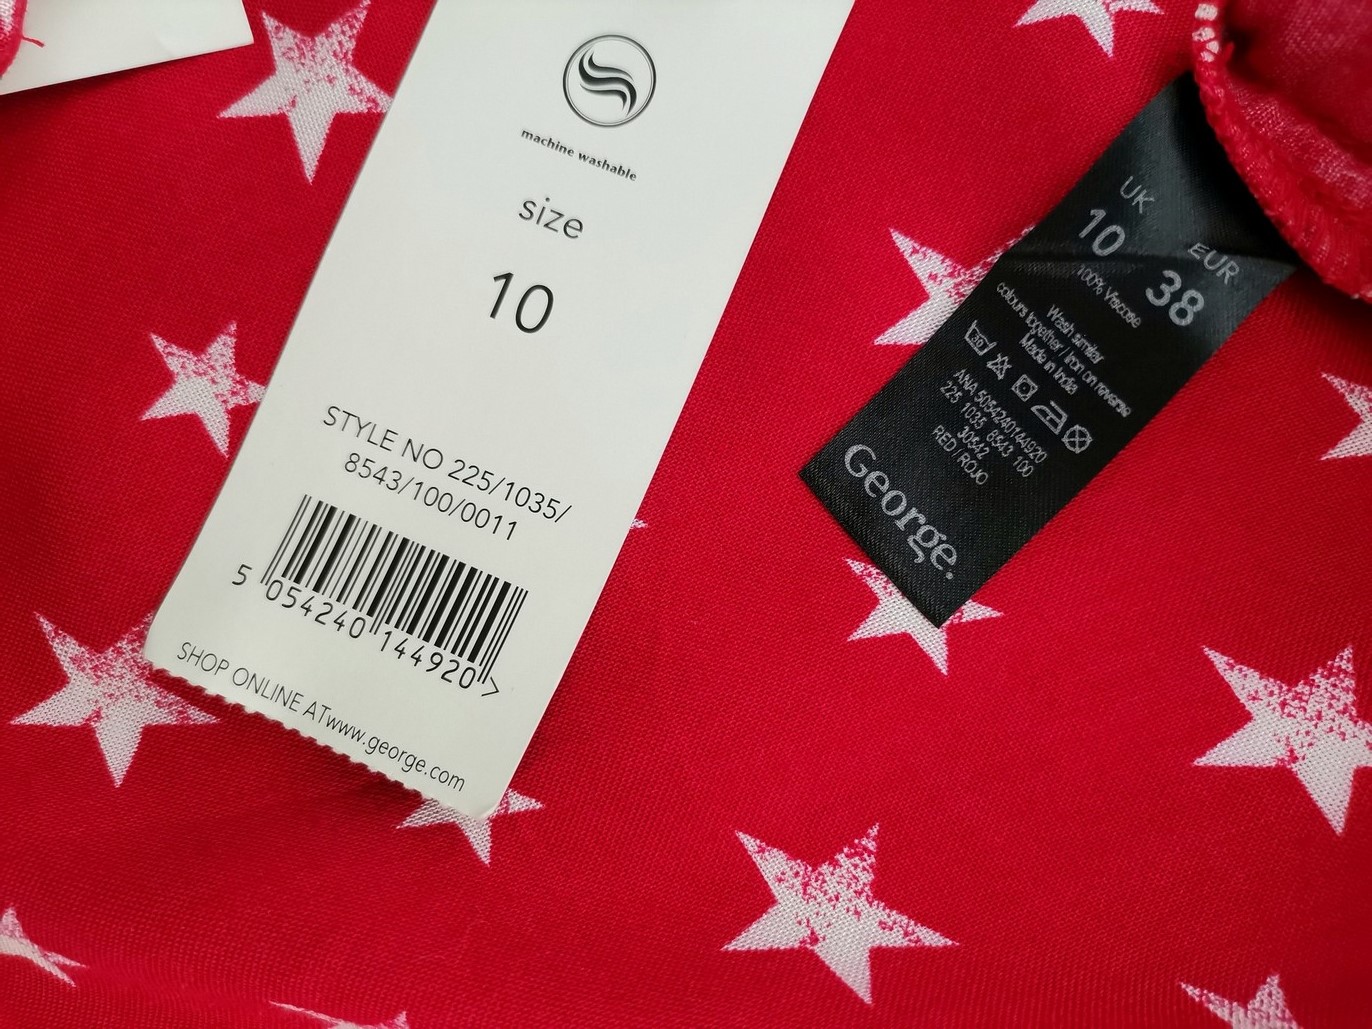 machine washable
size
10
STYLE NO 225/1035/
8543/100/0011
5 054240 144920 >
SHOP ONLINE ATwww.george.com
UK
10
EUR
38
100% Viscose
Wash similar
colours together / Iron on reverse
Made in India
30
ANA 5054240144920
225 1035 8543 100
30542
RED / ROJO
George.